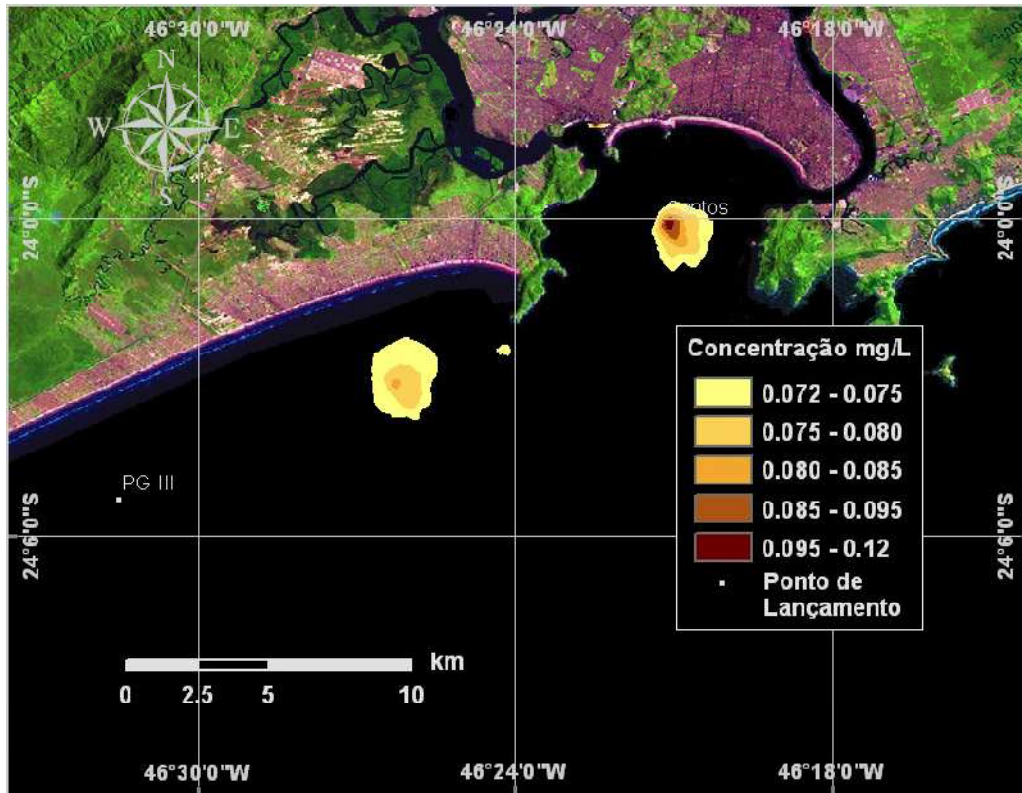 46°30'0"W 46°24'0"W 46°18'0"W
N
W E
S
24°0'0"S 24°0'0"S
Santos
Concentração mg/L
0.072 - 0.075
0.075 - 0.080
0.080 - 0.085
0.085 - 0.095
0.095 - 0.12
Ponto de
Lançamento
PG III
24°6'0"S 24°6'0"S
km
0 2.5 5 10
46°30'0"W 46°24'0"W 46°18'0"W